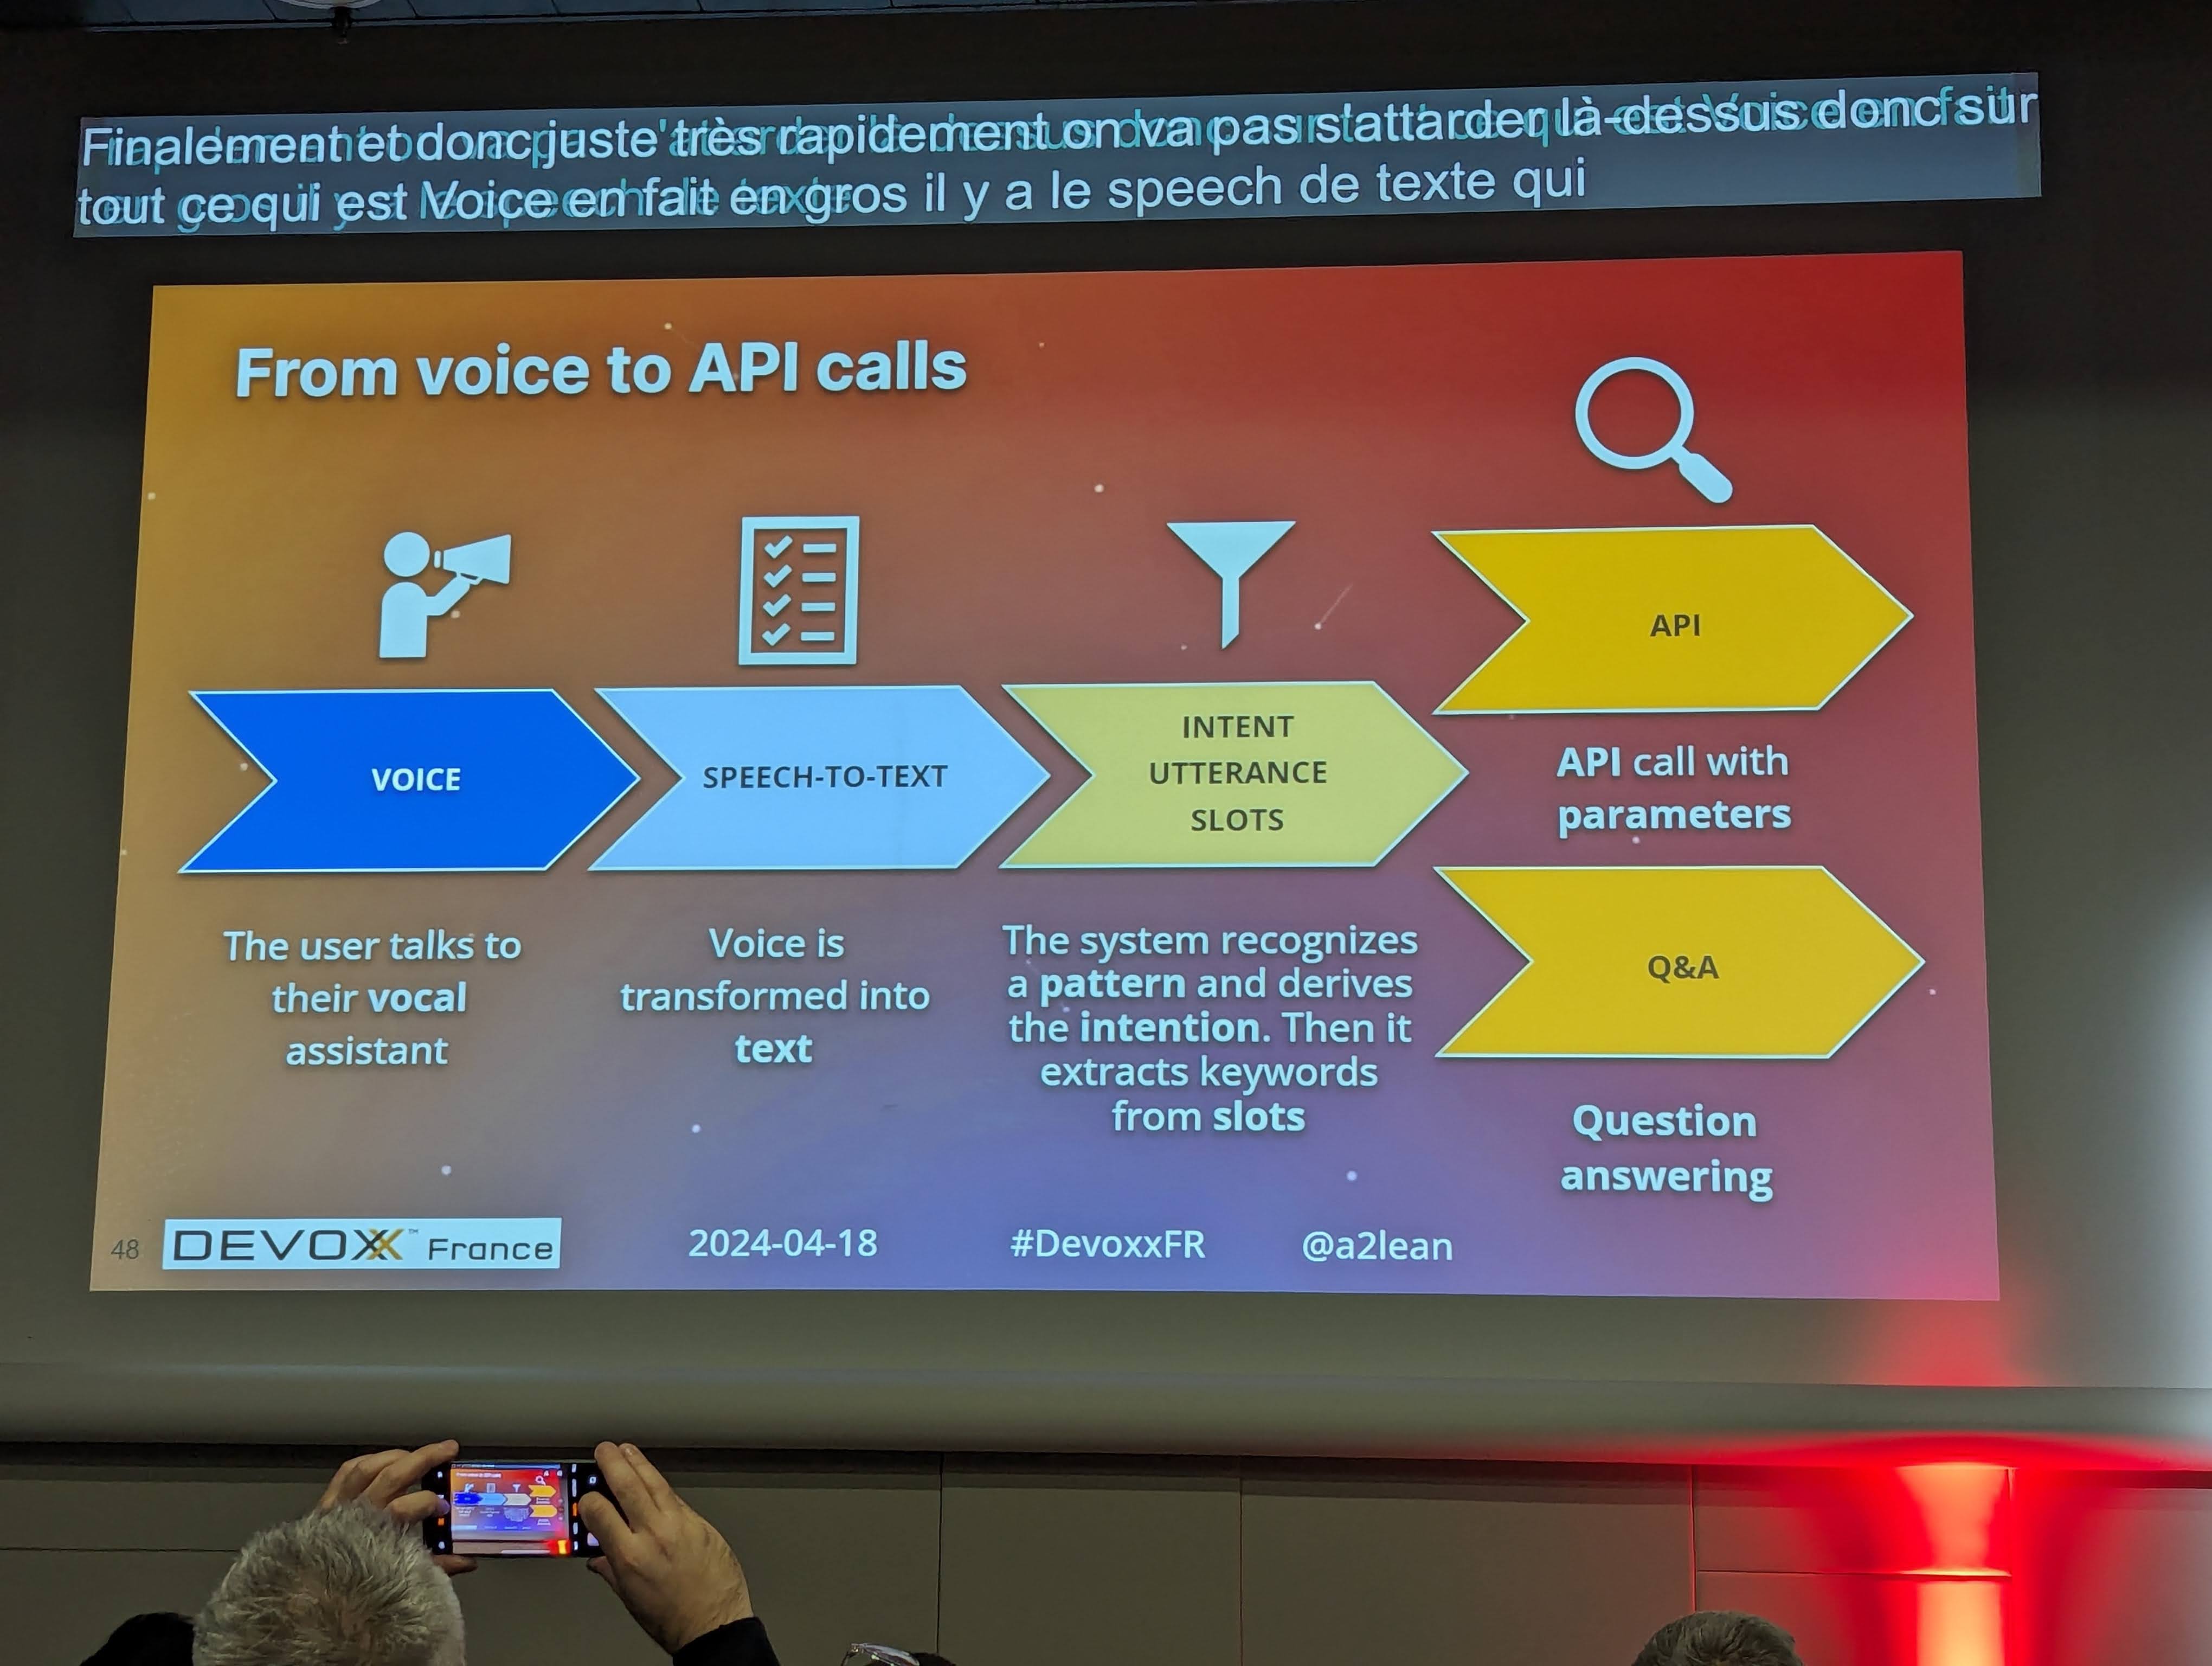 Finalement et donc juste très rapidement on va pas s'attarder là-dessus donc sur
tout ce qui est Voice en fait en gros il y a le speech de texte qui
From voice to API calls
VOICE
The user talks to
their vocal
assistant
SPEECH-TO-TEXT
Voice is
transformed into
text
INTENT
UTTERANCE
SLOTS
The system recognizes
a pattern and derives
the intention. Then it
extracts keywords
from slots
API
API call with
parameters
Q&A
Question
answering
48
DEVOXX™ France
2024-04-18
#DevoxxFR
@a2lean